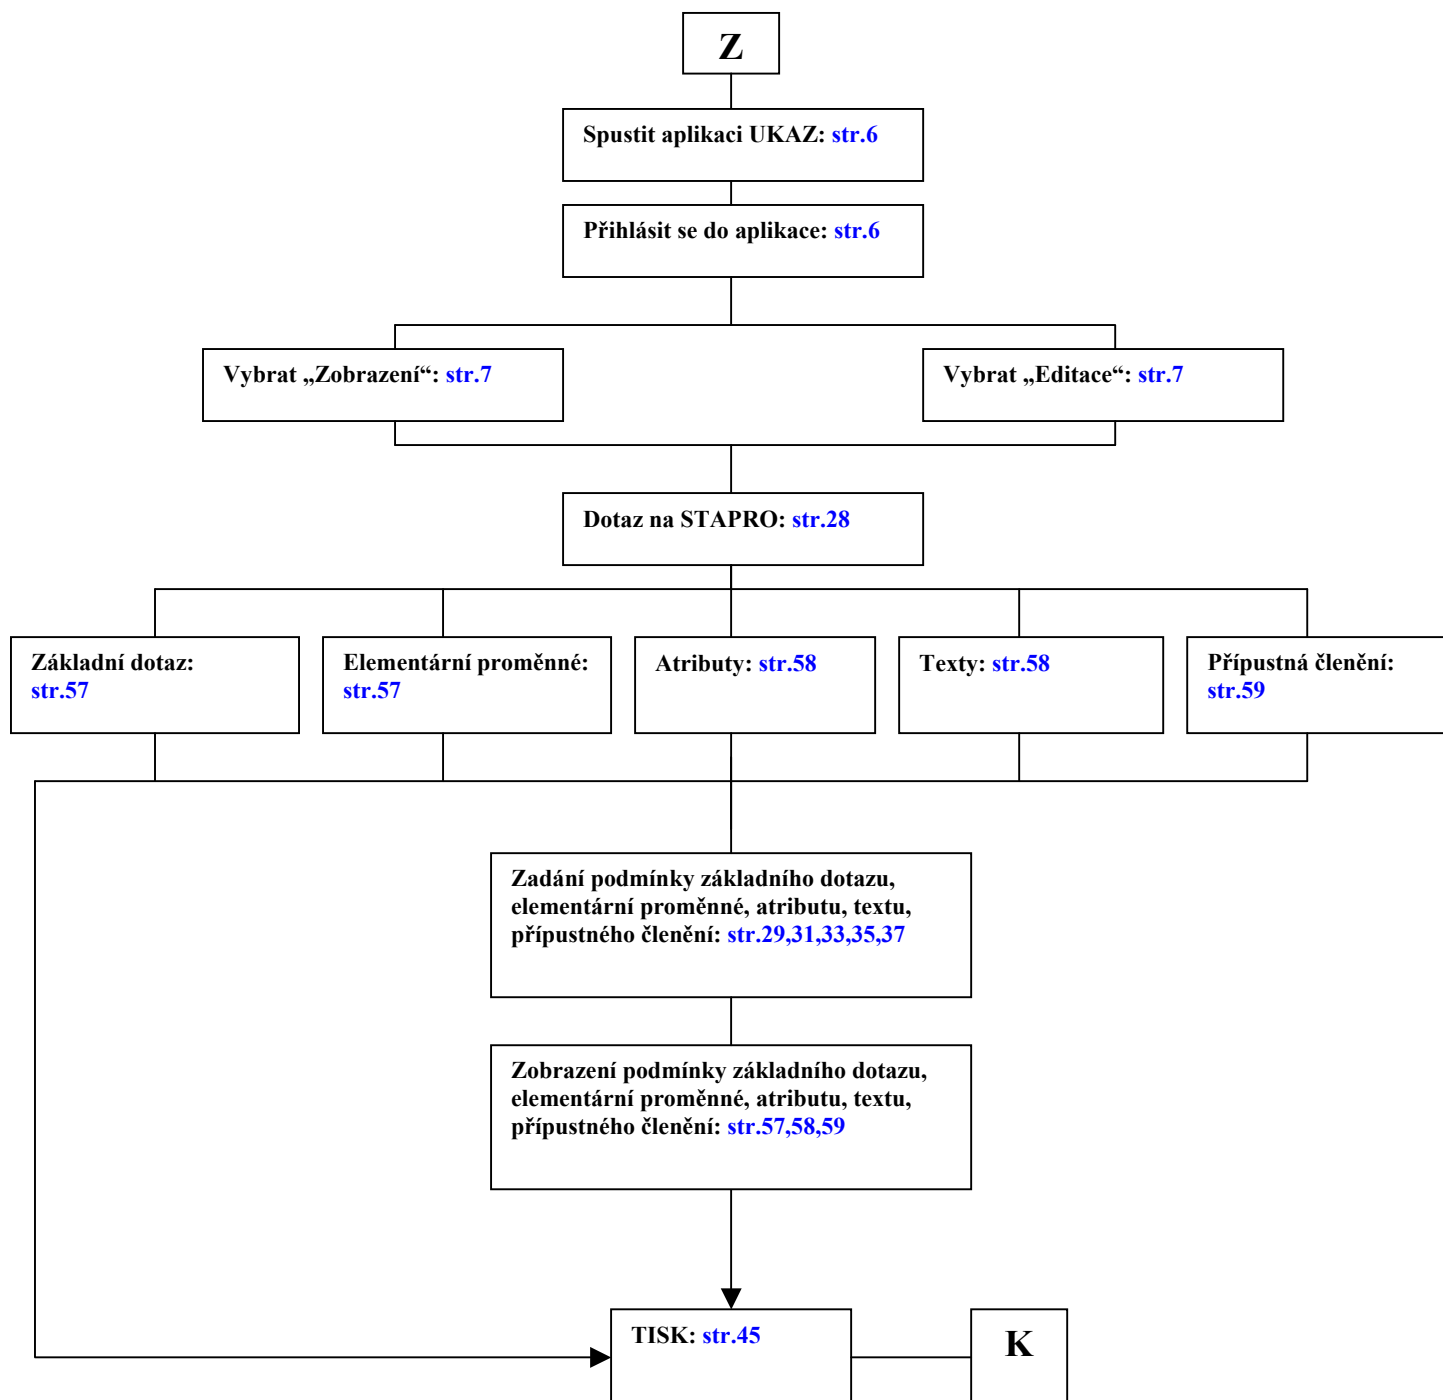 Z
Spustit aplikaci UKAZ: str.6
Přihlásit se do aplikace: str.6
Vybrat „Zobrazení“: str.7
Vybrat „Editace“: str.7
Dotaz na STAPRO: str.28
Základní dotaz:
str.57
Elementární proměnné:
str.57
Atributy: str.58
Texty: str.58
Přípustná členění:
str.59
Zadání podmínky základního dotazu,
elementární proměnné, atributu, textu,
přípustného členění: str.29,31,33,35,37
Zobrazení podmínky základního dotazu,
elementární proměnné, atributu, textu,
přípustného členění: str.57,58,59
TISK: str.45
K